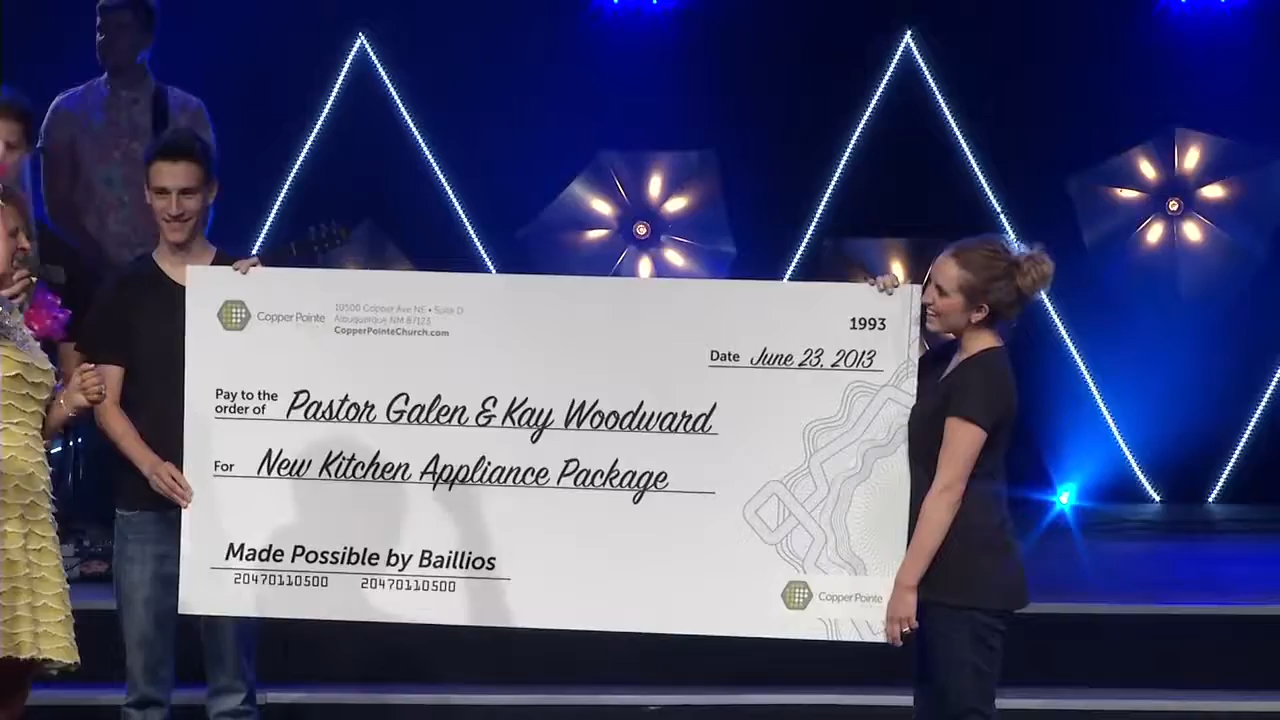 Copper Pointe
10500 Copper Ave NE • Suite D
Albuquerque NM 87123
CopperPointeChurch.com
1993
Date June 23, 2013
Pay to the
order of Pastor Galen & Kay Woodward
For New Kitchen Appliance Package
Made Possible by Baillios
20470110500 20470110500
Copper Pointe